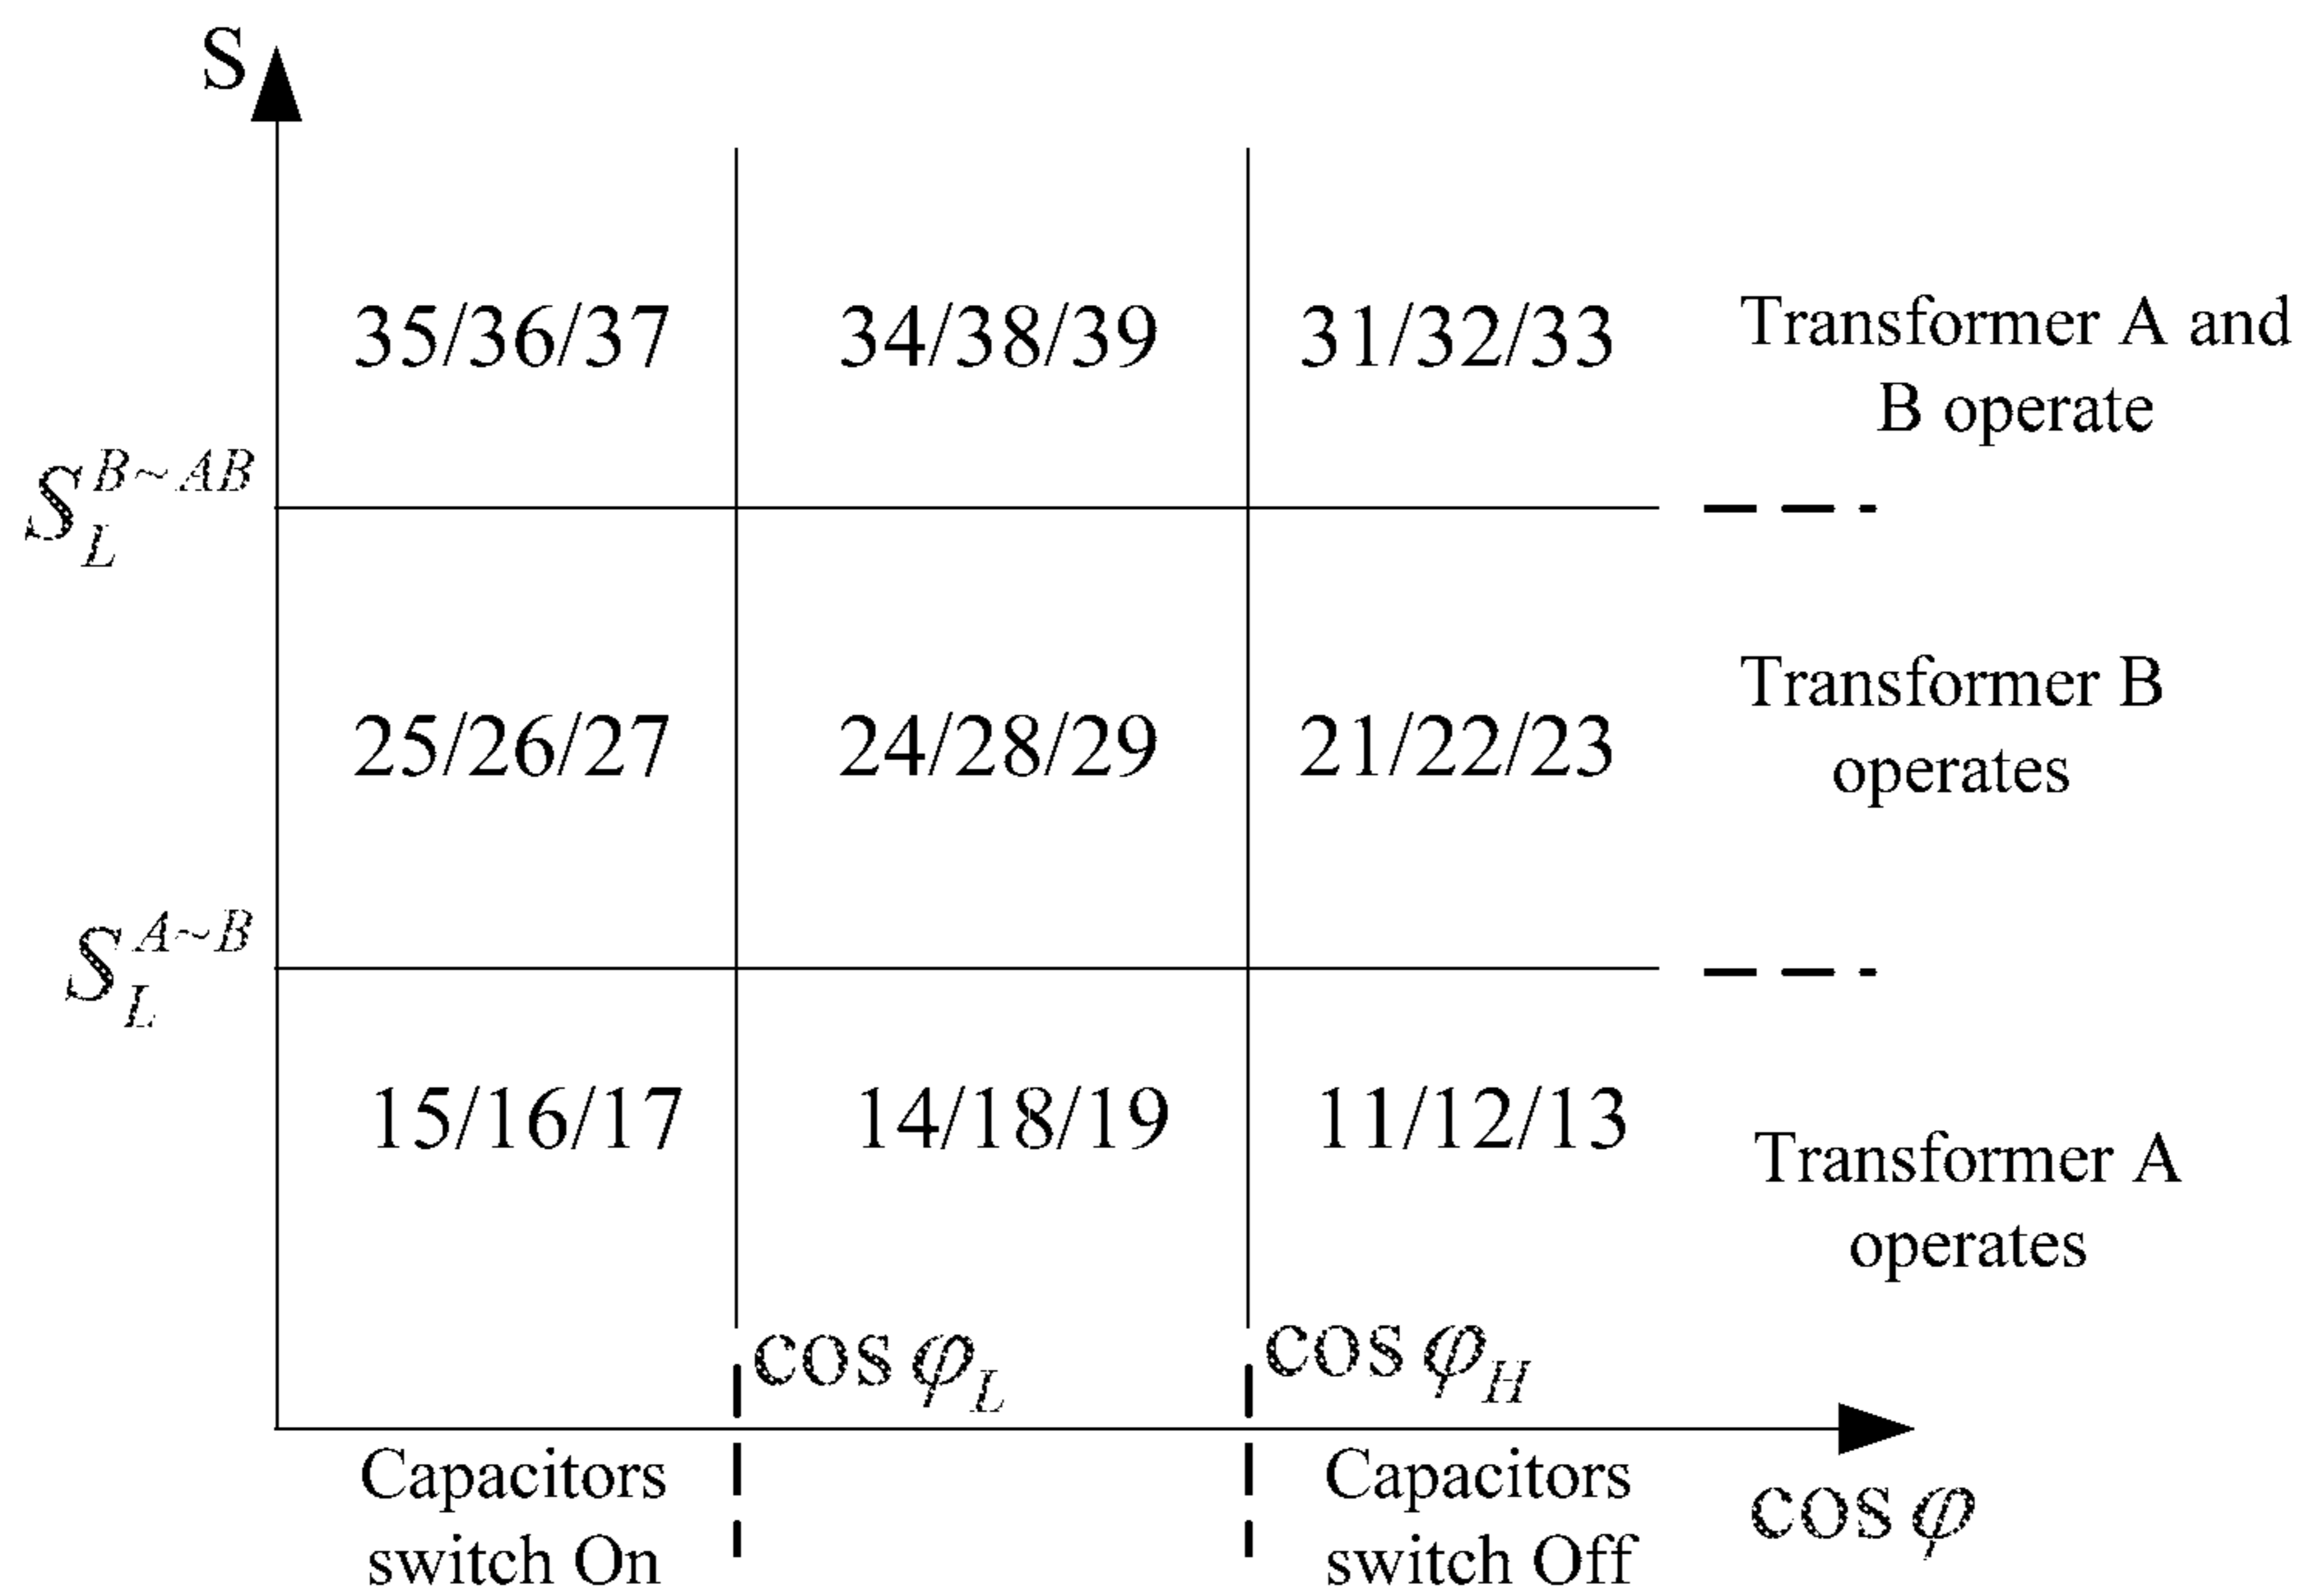 S
35/36/37 34/38/39 31/32/33
Transformer A and
B operate
S_L^{B~AB}
25/26/27 24/28/29 21/22/23
Transformer B
operates
S_L^{A~B}
15/16/17 14/18/19 11/12/13
Transformer A
operates
cos φ_L cos φ_H
Capacitors
switch On
Capacitors
switch Off
cos φ